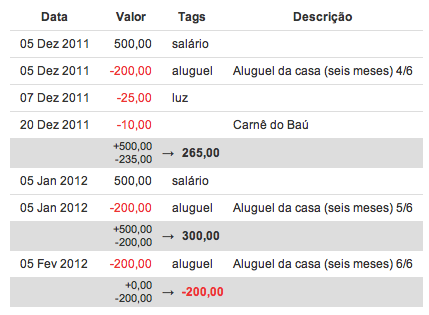 Data Valor Tags Descrição
05 Dez 2011 500,00 salário
05 Dez 2011 -200,00 aluguel Aluguel da casa (seis meses) 4/6
07 Dez 2011 -25,00 luz
20 Dez 2011 -10,00 Carnê do Baú
+500,00
-235,00 → 265,00
05 Jan 2012 500,00 salário
05 Jan 2012 -200,00 aluguel Aluguel da casa (seis meses) 5/6
+500,00
-200,00 → 300,00
05 Fev 2012 -200,00 aluguel Aluguel da casa (seis meses) 6/6
+0,00
-200,00 → -200,00